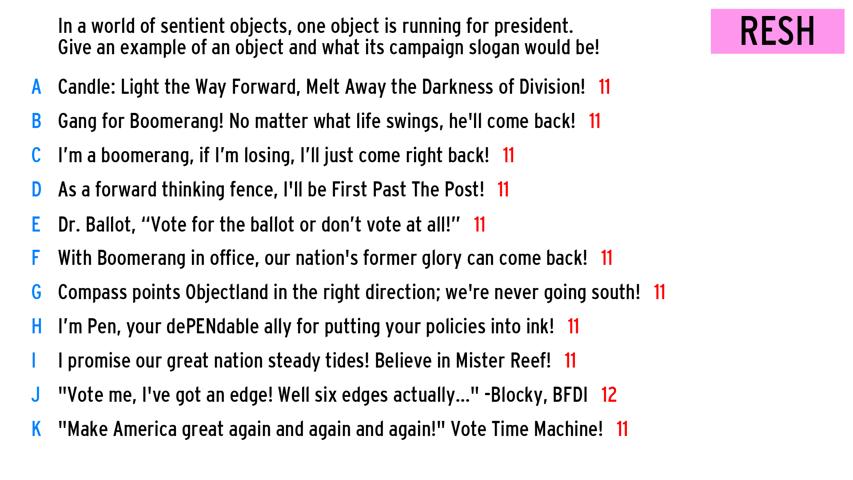 In a world of sentient objects, one object is running for president.
Give an example of an object and what its campaign slogan would be!
RESH
A Candle: Light the Way Forward, Melt Away the Darkness of Division! 11
B Gang for Boomerang! No matter what life swings, he'll come back! 11
C I'm a boomerang, if I'm losing, I'll just come right back! 11
D As a forward thinking fence, I'll be First Past The Post! 11
E Dr. Ballot, “Vote for the ballot or don't vote at all!” 11
F With Boomerang in office, our nation's former glory can come back! 11
G Compass points Objectland in the right direction; we're never going south! 11
H I'm Pen, your dePENdable ally for putting your policies into ink! 11
I I promise our great nation steady tides! Believe in Mister Reef! 11
J "Vote me, I've got an edge! Well six edges actually..." -Blocky, BFDI 12
K "Make America great again and again and again!" Vote Time Machine! 11